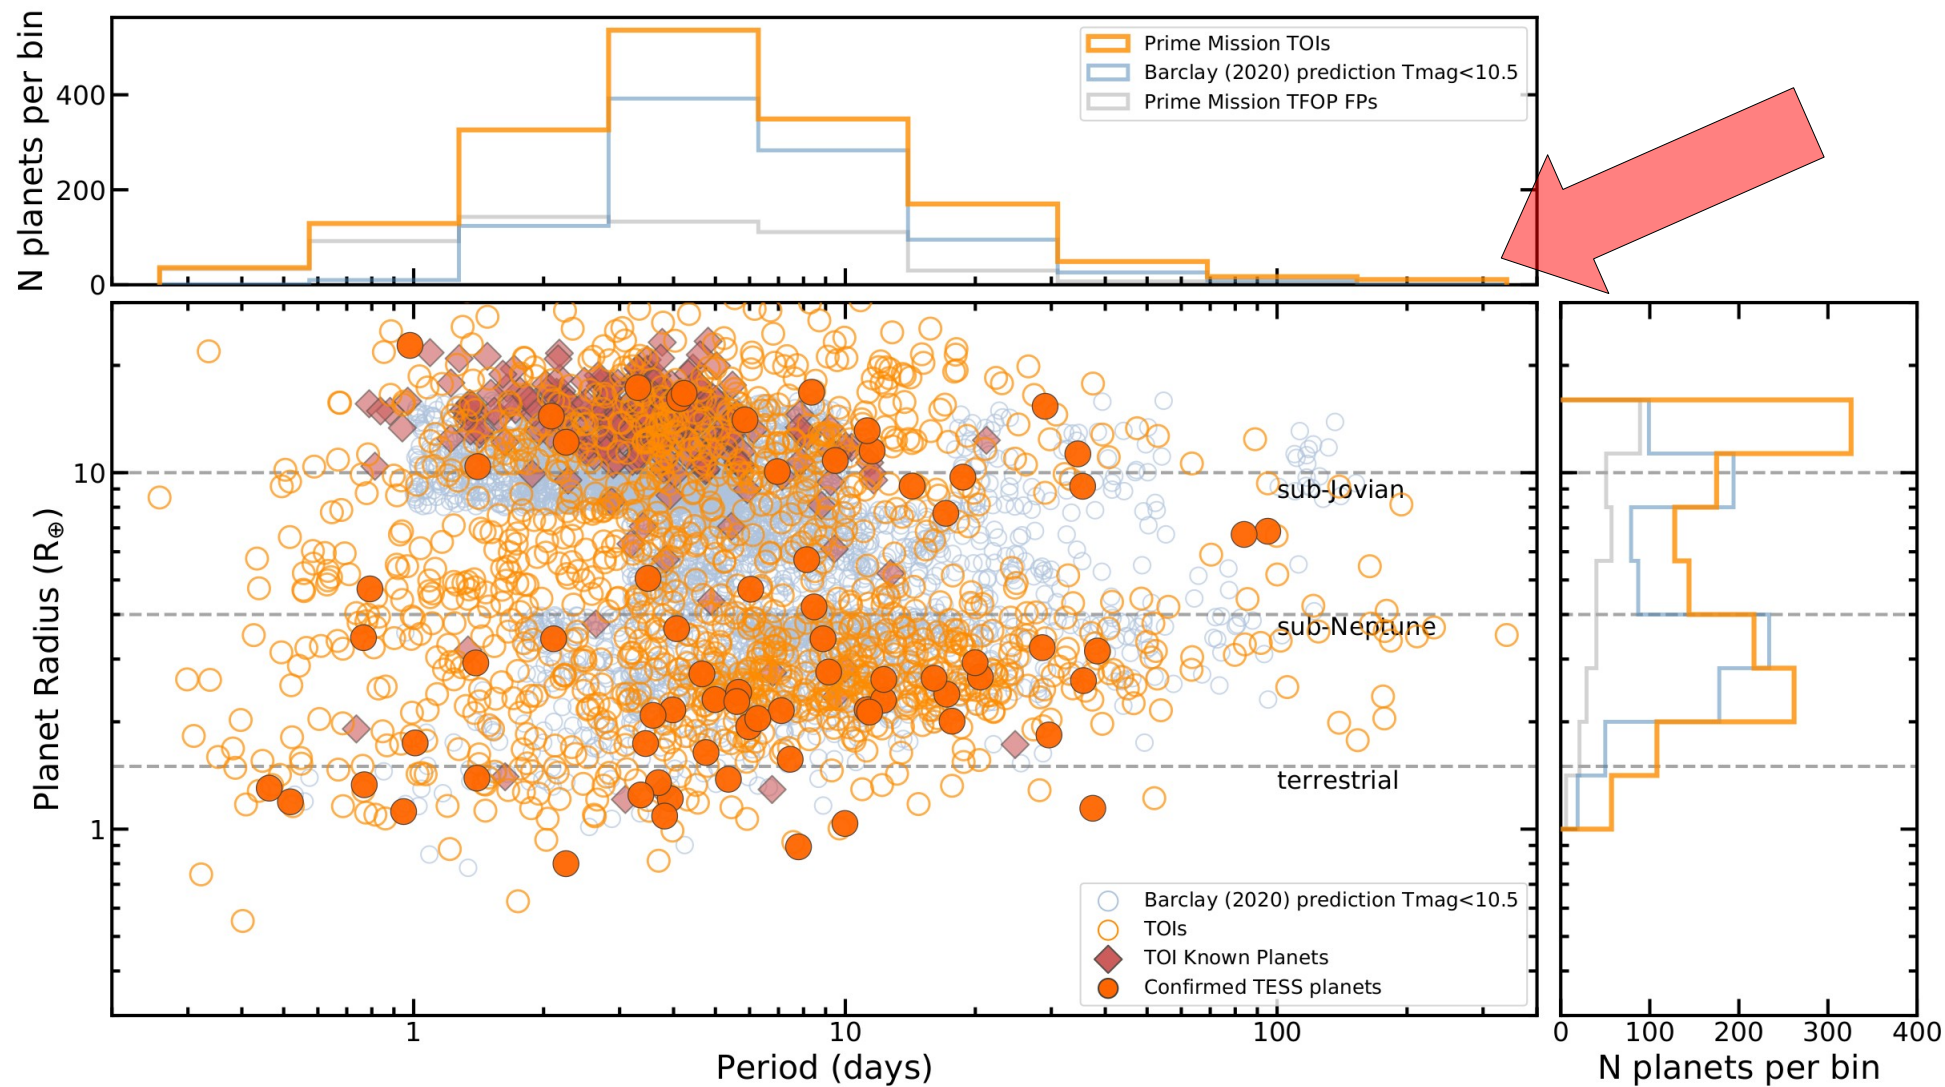 N planets per bin
400
200
0
Prime Mission TOIs
Barclay (2020) prediction Tmag<10.5
Prime Mission TFOP FPs
Planet Radius (R⊕)
10
1
sub-Jovian
sub-Neptune
terrestrial
Barclay (2020) prediction Tmag<10.5
TOIs
TOI Known Planets
Confirmed TESS planets
1 10 100
Period (days)
0 100 200 300 400
N planets per bin